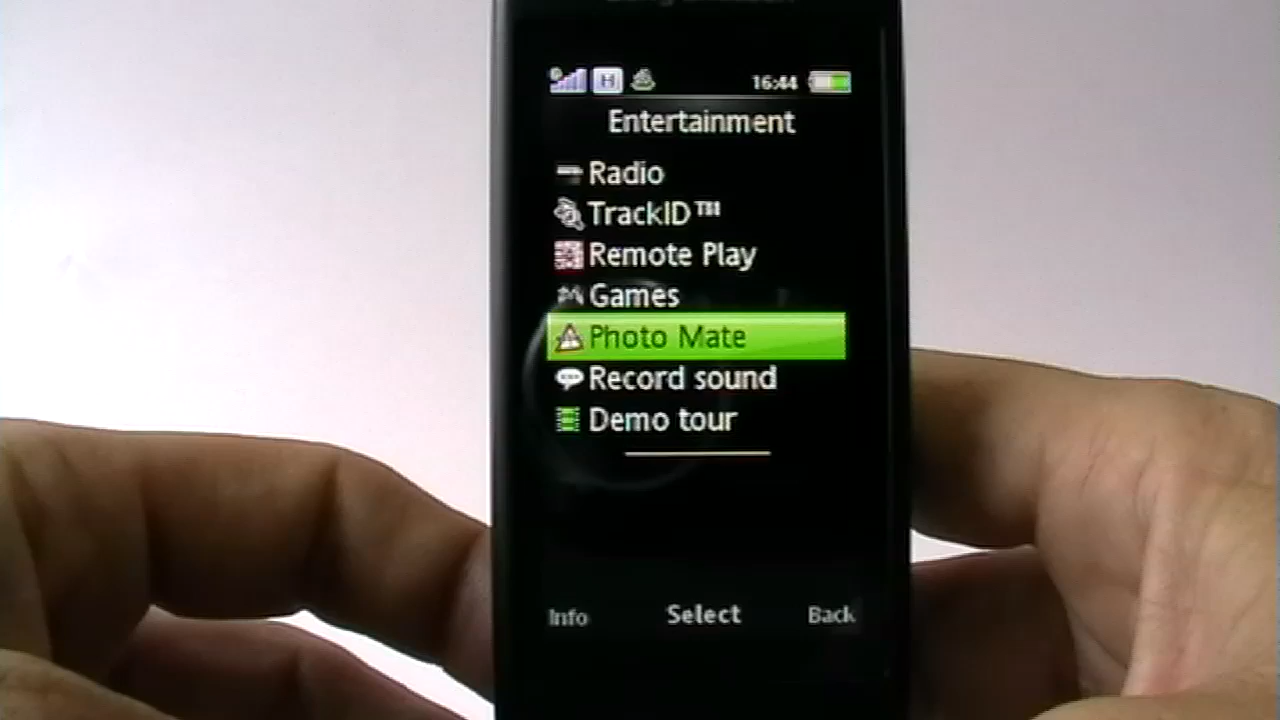 H 16:44
Entertainment
Radio
TrackID™
Remote Play
Games
Photo Mate
Record sound
Demo tour
Info Select Back